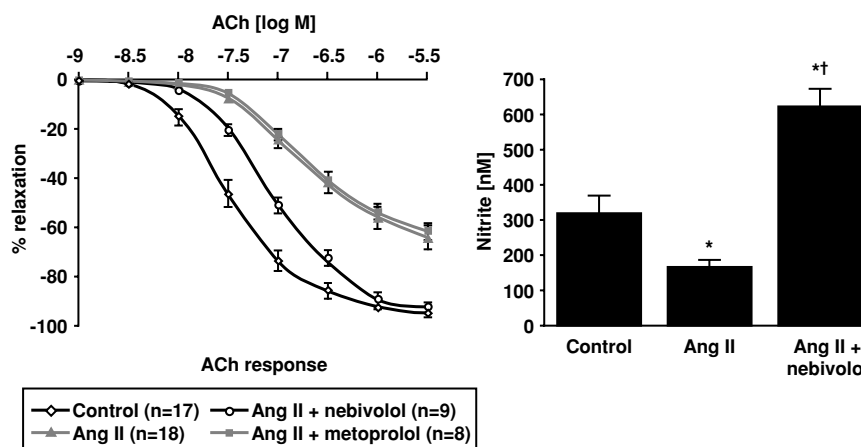 ACh [log M]
-9 -8.5 -8 -7.5 -7 -6.5 -6 -5.5
0
-20
-40
-60
-80
-100
% relaxation
ACh response
Control (n=17)
Ang II + nebivolol (n=9)
Ang II (n=18)
Ang II + metoprolol (n=8)
700
600
500
400
300
200
100
0
Nitrite [nM]
*
*†
Control
Ang II
Ang II +
nebivolol